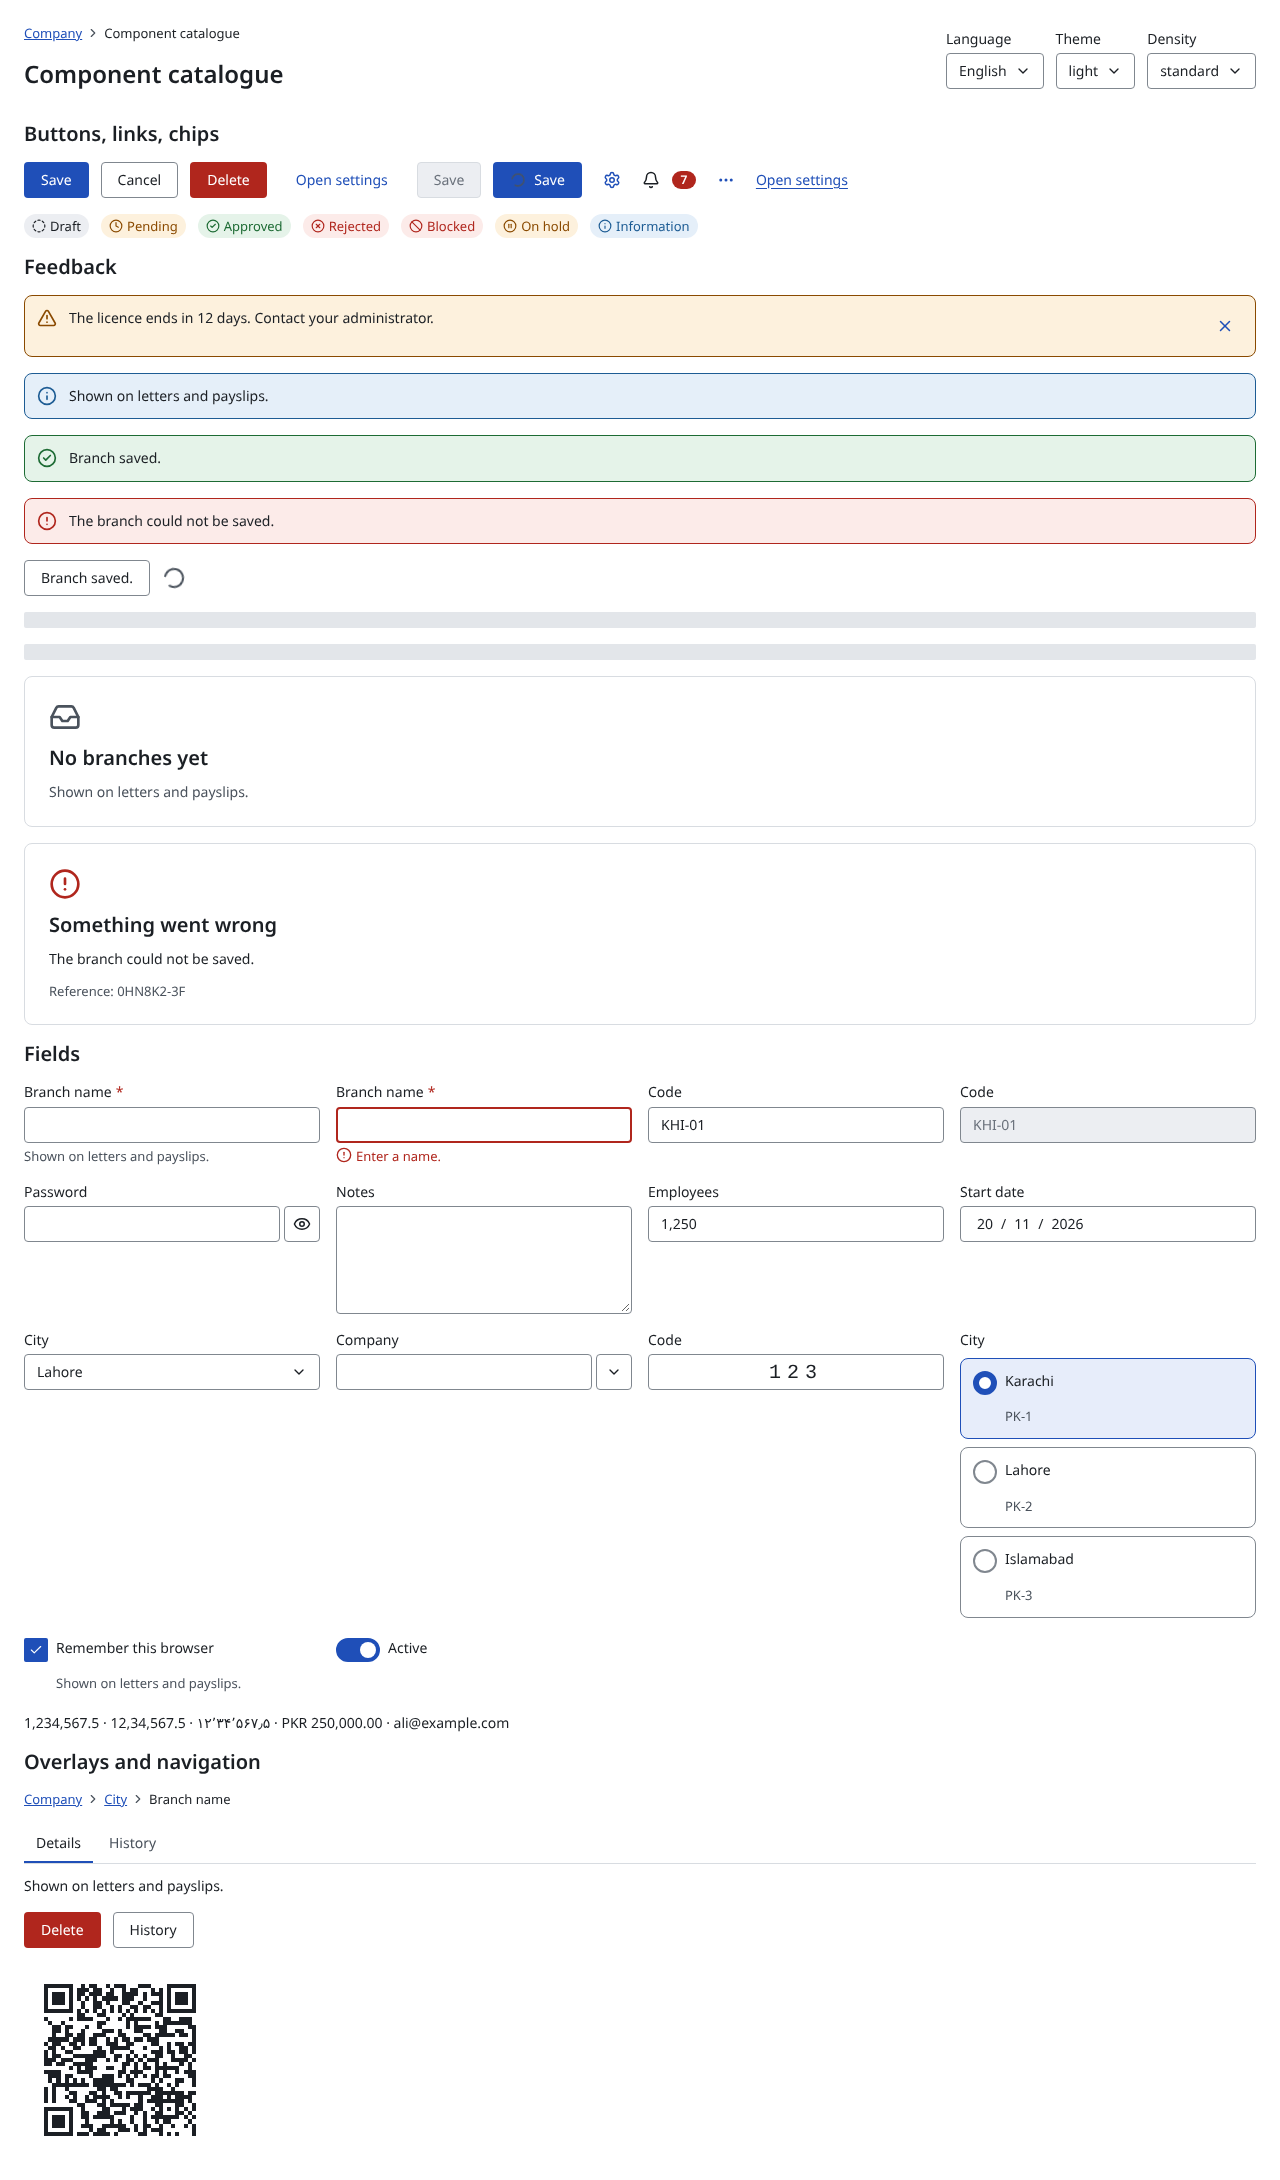 Company Component catalogue
Component catalogue
Language Theme Density
English light standard
Buttons, links, chips
Save Cancel Delete Open settings Save Save 7 Open settings
Draft Pending Approved Rejected Blocked On hold Information
Feedback
The licence ends in 12 days. Contact your administrator.
Shown on letters and payslips.
Branch saved.
The branch could not be saved.
Branch saved.
No branches yet
Shown on letters and payslips.
Something went wrong
The branch could not be saved.
Reference: 0HN8K2-3F
Fields
Branch name * Branch name * Code Code
KHI-01 KHI-01
Shown on letters and payslips. Enter a name.
Password Notes Employees Start date
1,250 20 / 11 / 2026
City Company Code City
Lahore 123
Karachi
PK-1
Lahore
PK-2
Islamabad
PK-3
Remember this browser Active
Shown on letters and payslips.
1,234,567.5 · 12,34,567.5 · ۱۲٬۳۴٬۵۶۷٫۵ · PKR 250,000.00 · ali@example.com
Overlays and navigation
Company City Branch name
Details History
Shown on letters and payslips.
Delete History